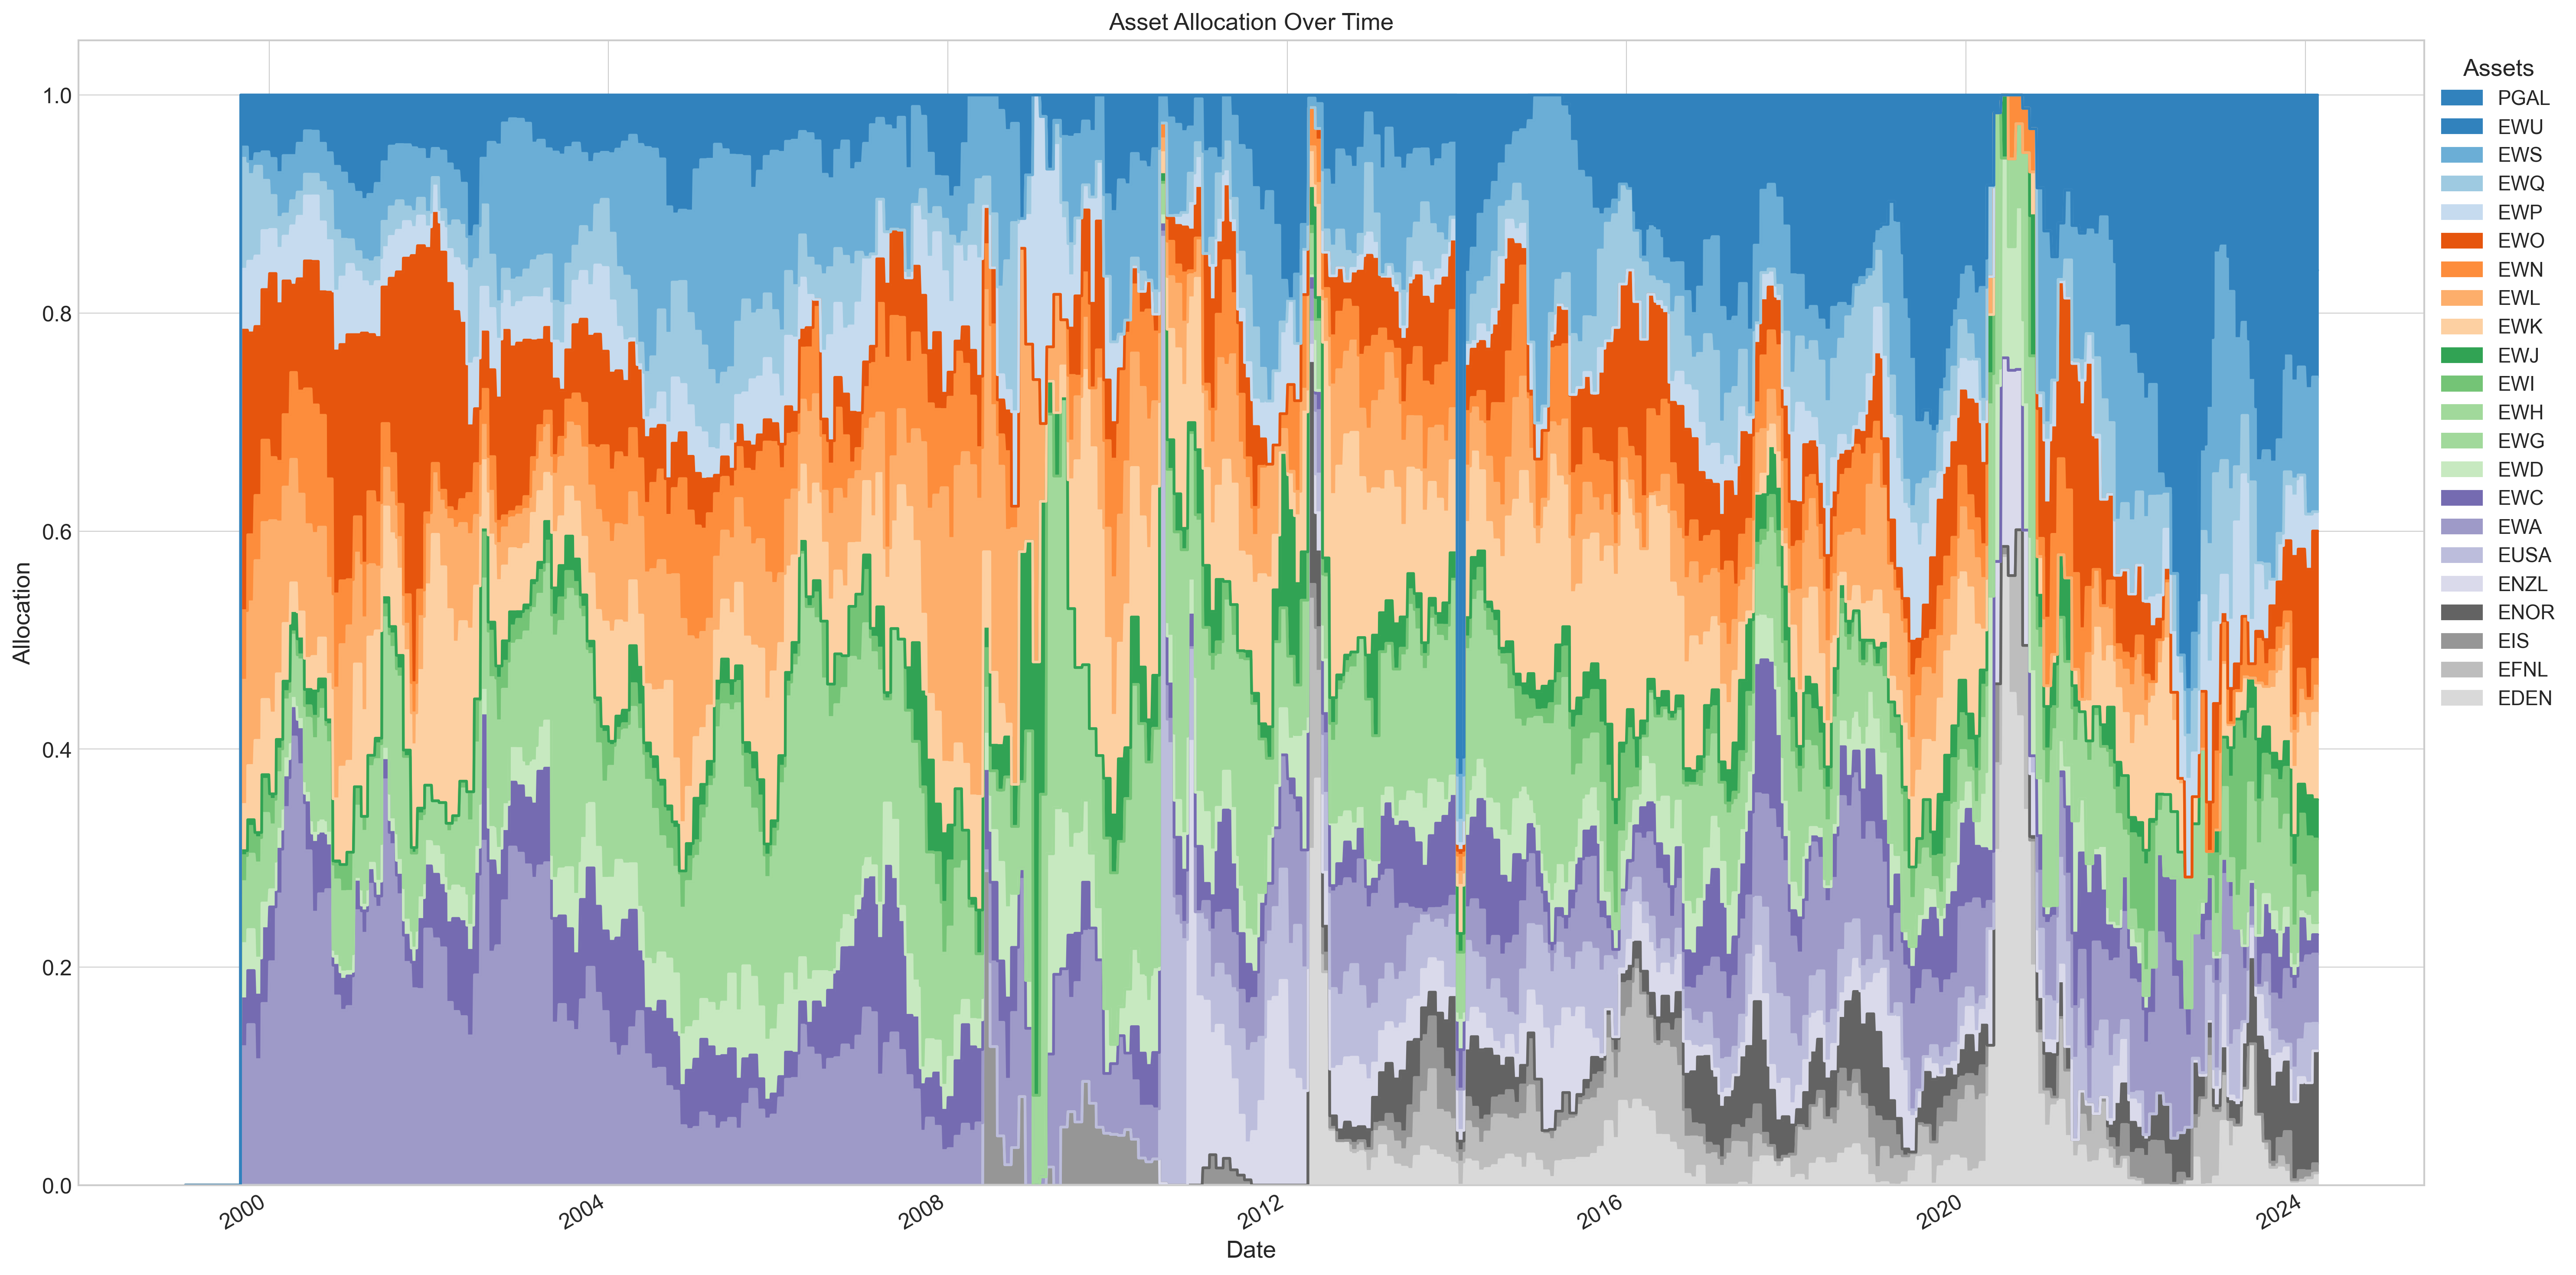 Asset Allocation Over Time
Allocation
1.0
0.8
0.6
0.4
0.2
0.0
2000
2004
2008
2012
2016
2020
2024
Date
Assets
PGAL
EWU
EWS
EWQ
EWP
EWO
EWN
EWL
EWK
EWJ
EWI
EWH
EWG
EWD
EWC
EWA
EUSA
ENZL
ENOR
EIS
EFNL
EDEN